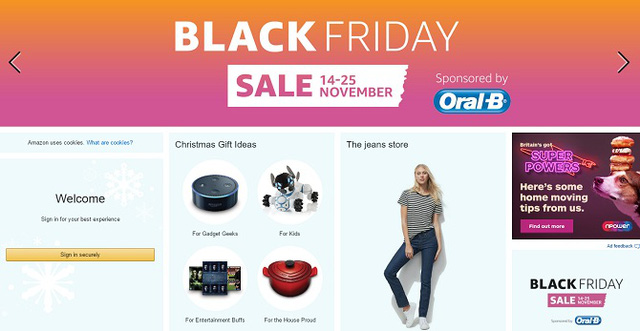 BLACK FRIDAY
SALE 14-25 NOVEMBER
Sponsored by
Oral-B
Amazon uses cookies. What are cookies?
Welcome
Sign in for your best experience
Sign in securely
Christmas Gift Ideas
For Gadget Geeks
For Kids
For Entertainment Buffs
For the House Proud
The jeans store
Britain's got
SUPER
POWERS
Here's some
home moving
tips from us.
Find out more
npower
Ad feedback
BLACK FRIDAY
SALE 14-25 NOVEMBER
Sponsored by Oral-B